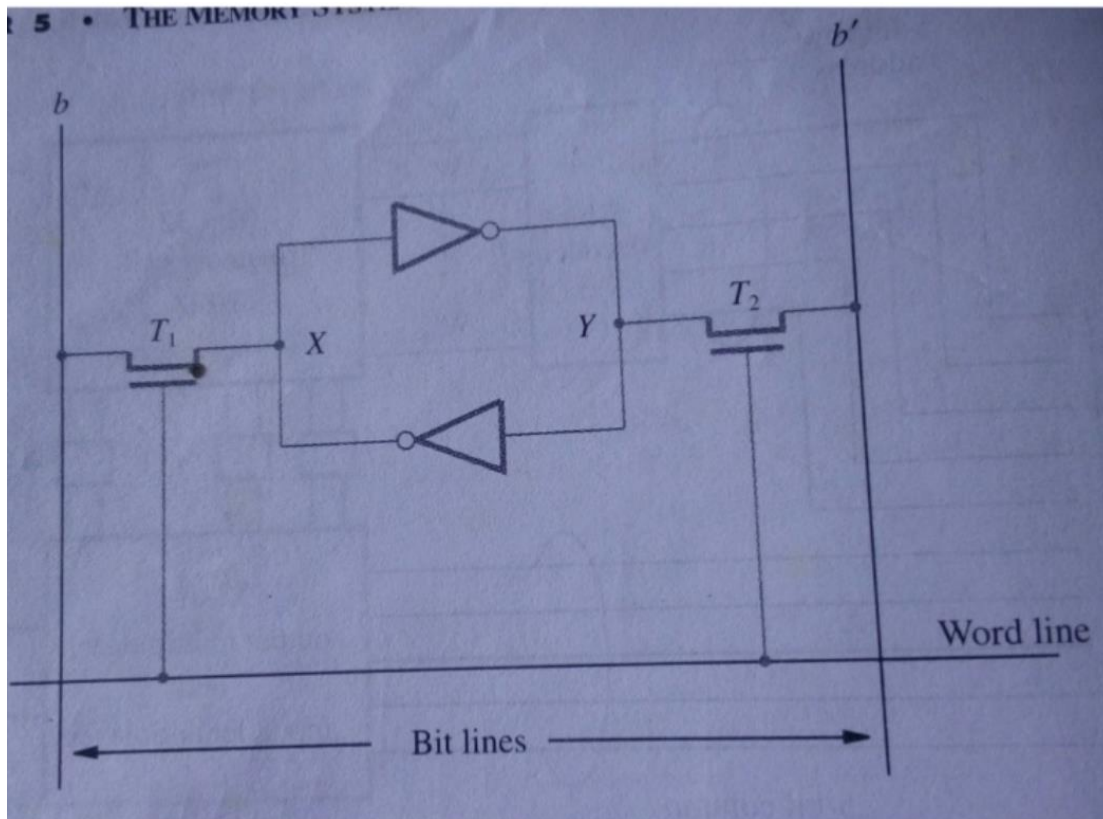 5 • THE MEMORY
b'
b
T₁
X
Y
T₂
Word line
Bit lines